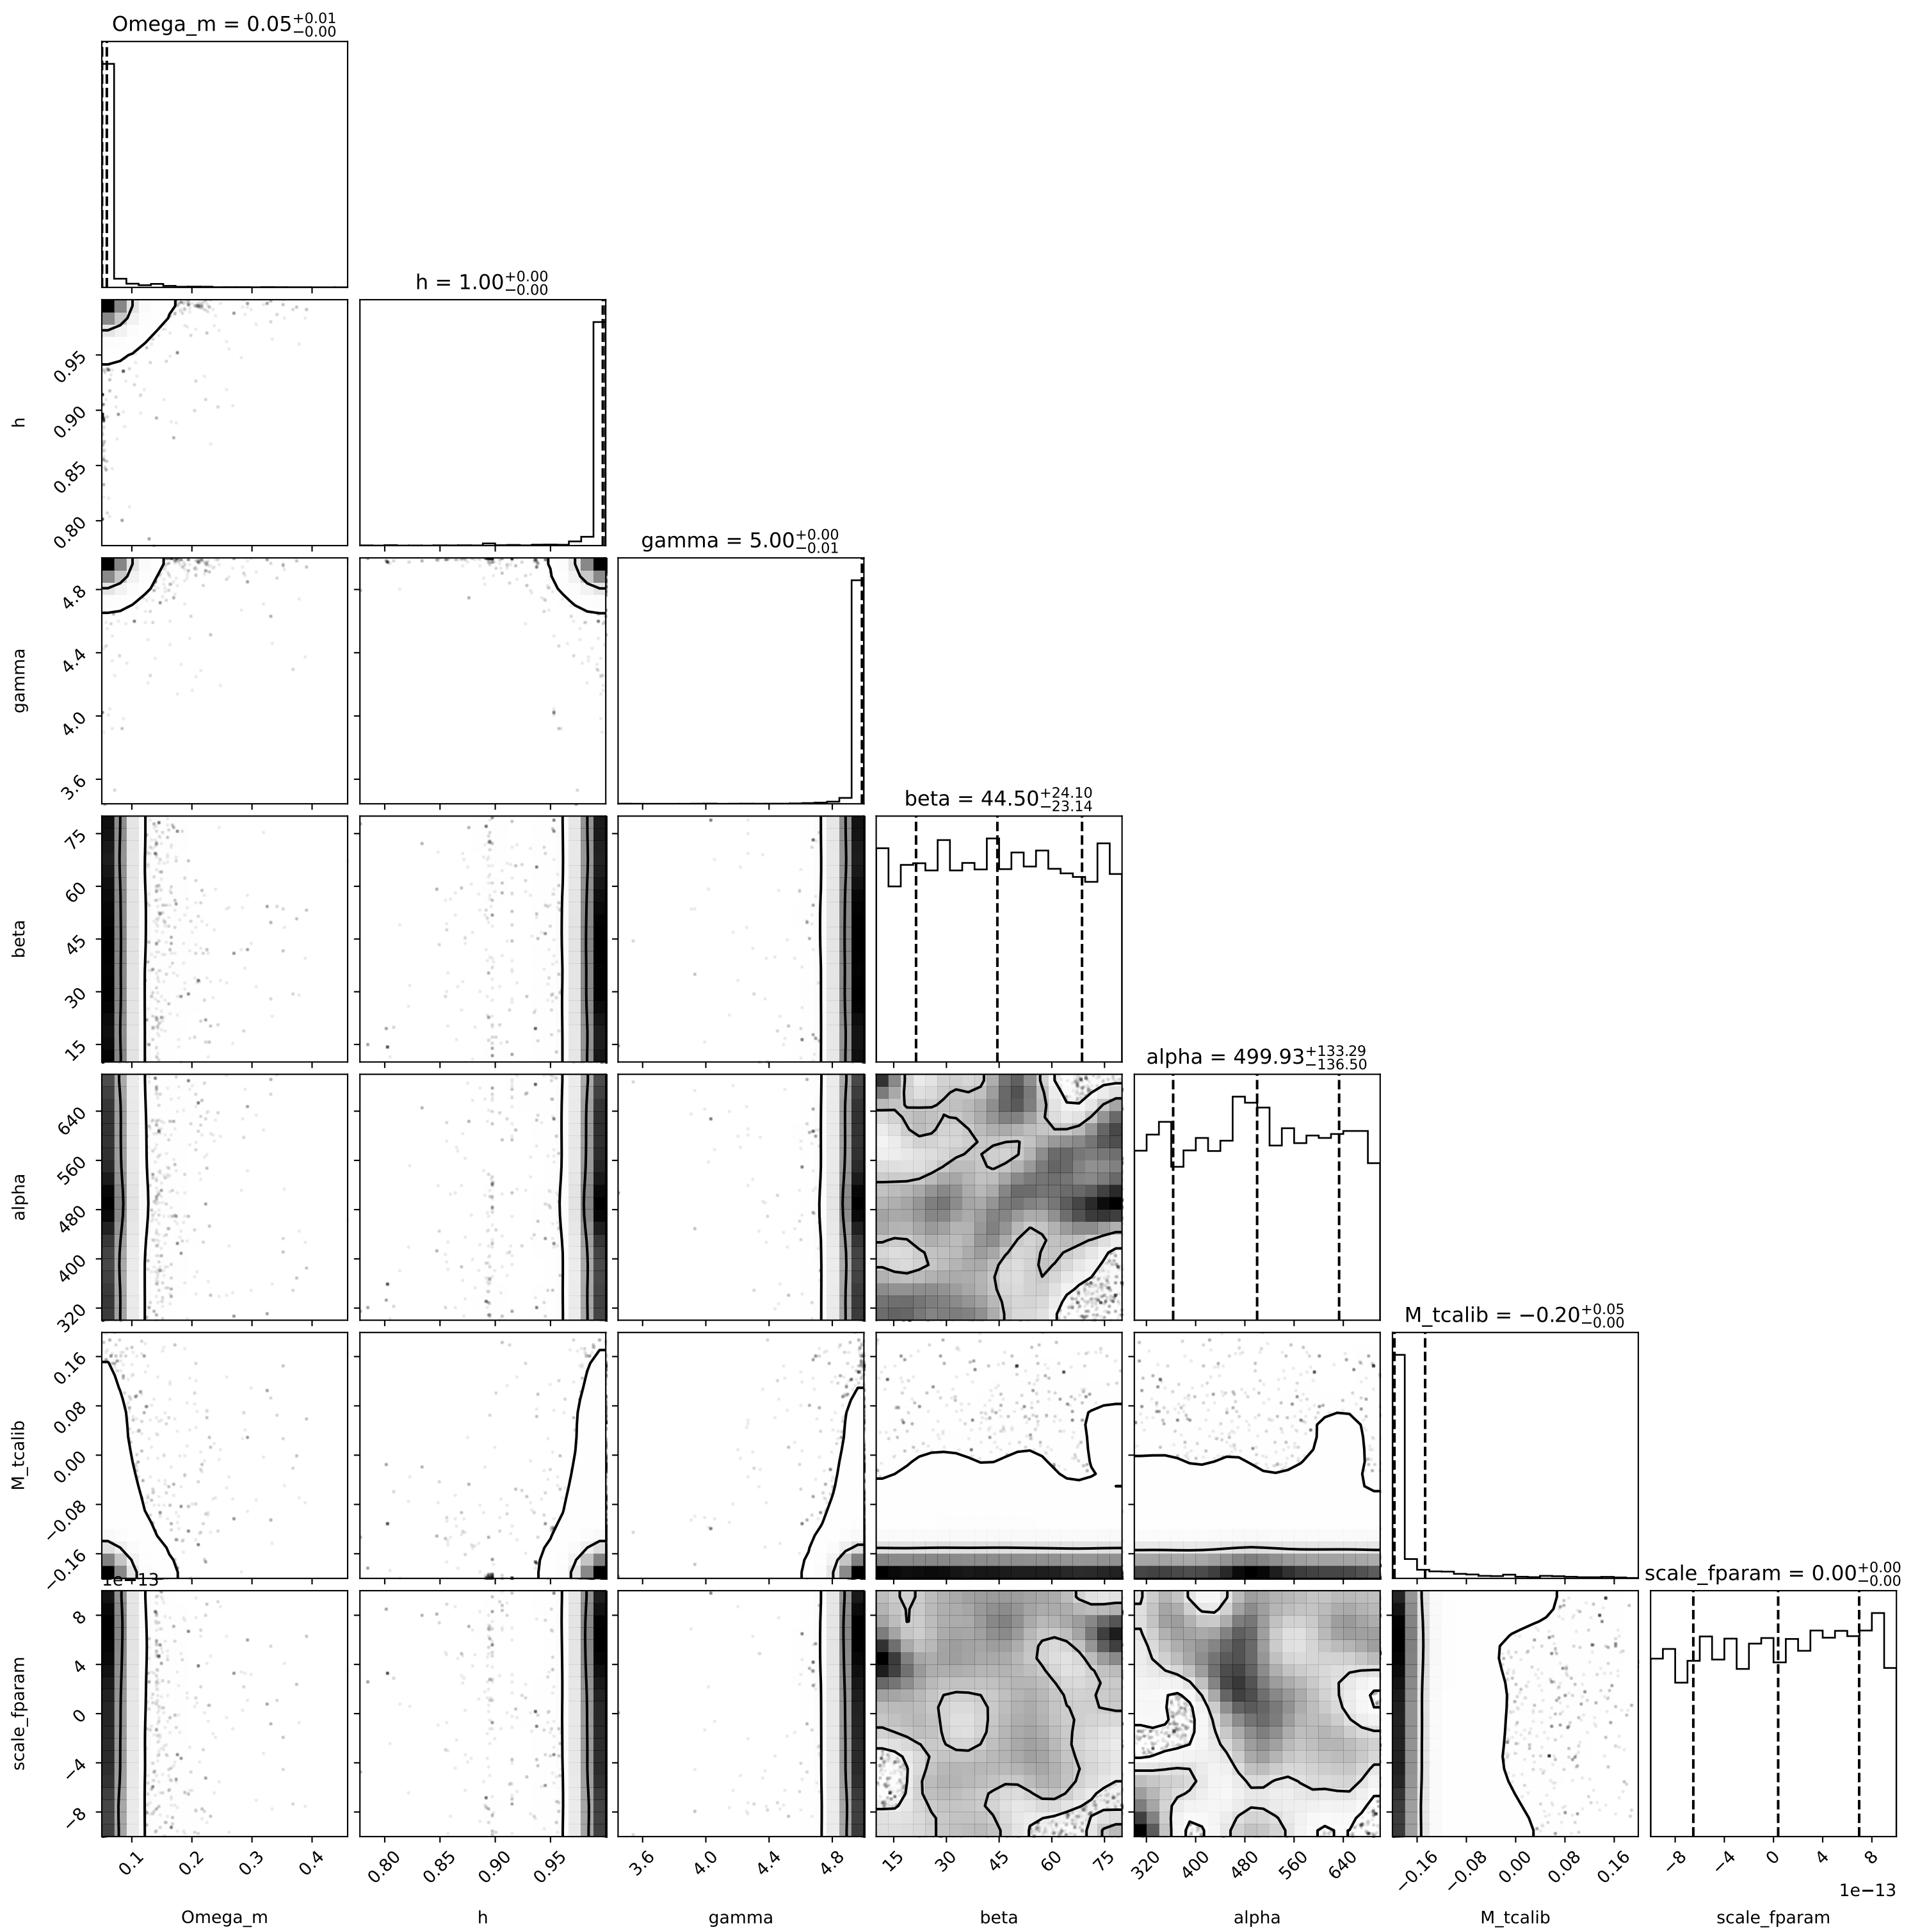 Omega_m = 0.05+0.01−0.00
h = 1.00+0.00−0.00
0.95
0.90
0.85
0.80
h
gamma = 5.00+0.00−0.01
4.8
4.4
4.0
3.6
gamma
beta = 44.50+24.10−23.14
75
60
45
30
15
beta
alpha = 499.93+133.29−136.50
640
560
480
400
320
alpha
M_tcalib = −0.20+0.05−0.00
0.16
0.08
0.00
−0.08
−0.16
M_tcalib
1e−13
scale_fparam = 0.00+0.00−0.00
8
4
0
−4
−8
scale_fparam
0.1 0.2 0.3 0.4 0.80 0.85 0.90 0.95 3.6 4.0 4.4 4.8 15 30 45 60 75 320 400 480 560 640 −0.16 −0.08 0.00 0.08 0.16 −8 −4 0 4 8
1e−13
Omega_m h gamma beta alpha M_tcalib scale_fparam